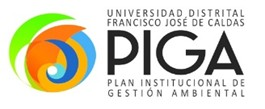 UNIVERSIDAD DISTRITAL
FRANCISCO JOSÉ DE CALDAS
PIGA
PLAN INSTITUCIONAL DE
GESTIÓN AMBIENTAL